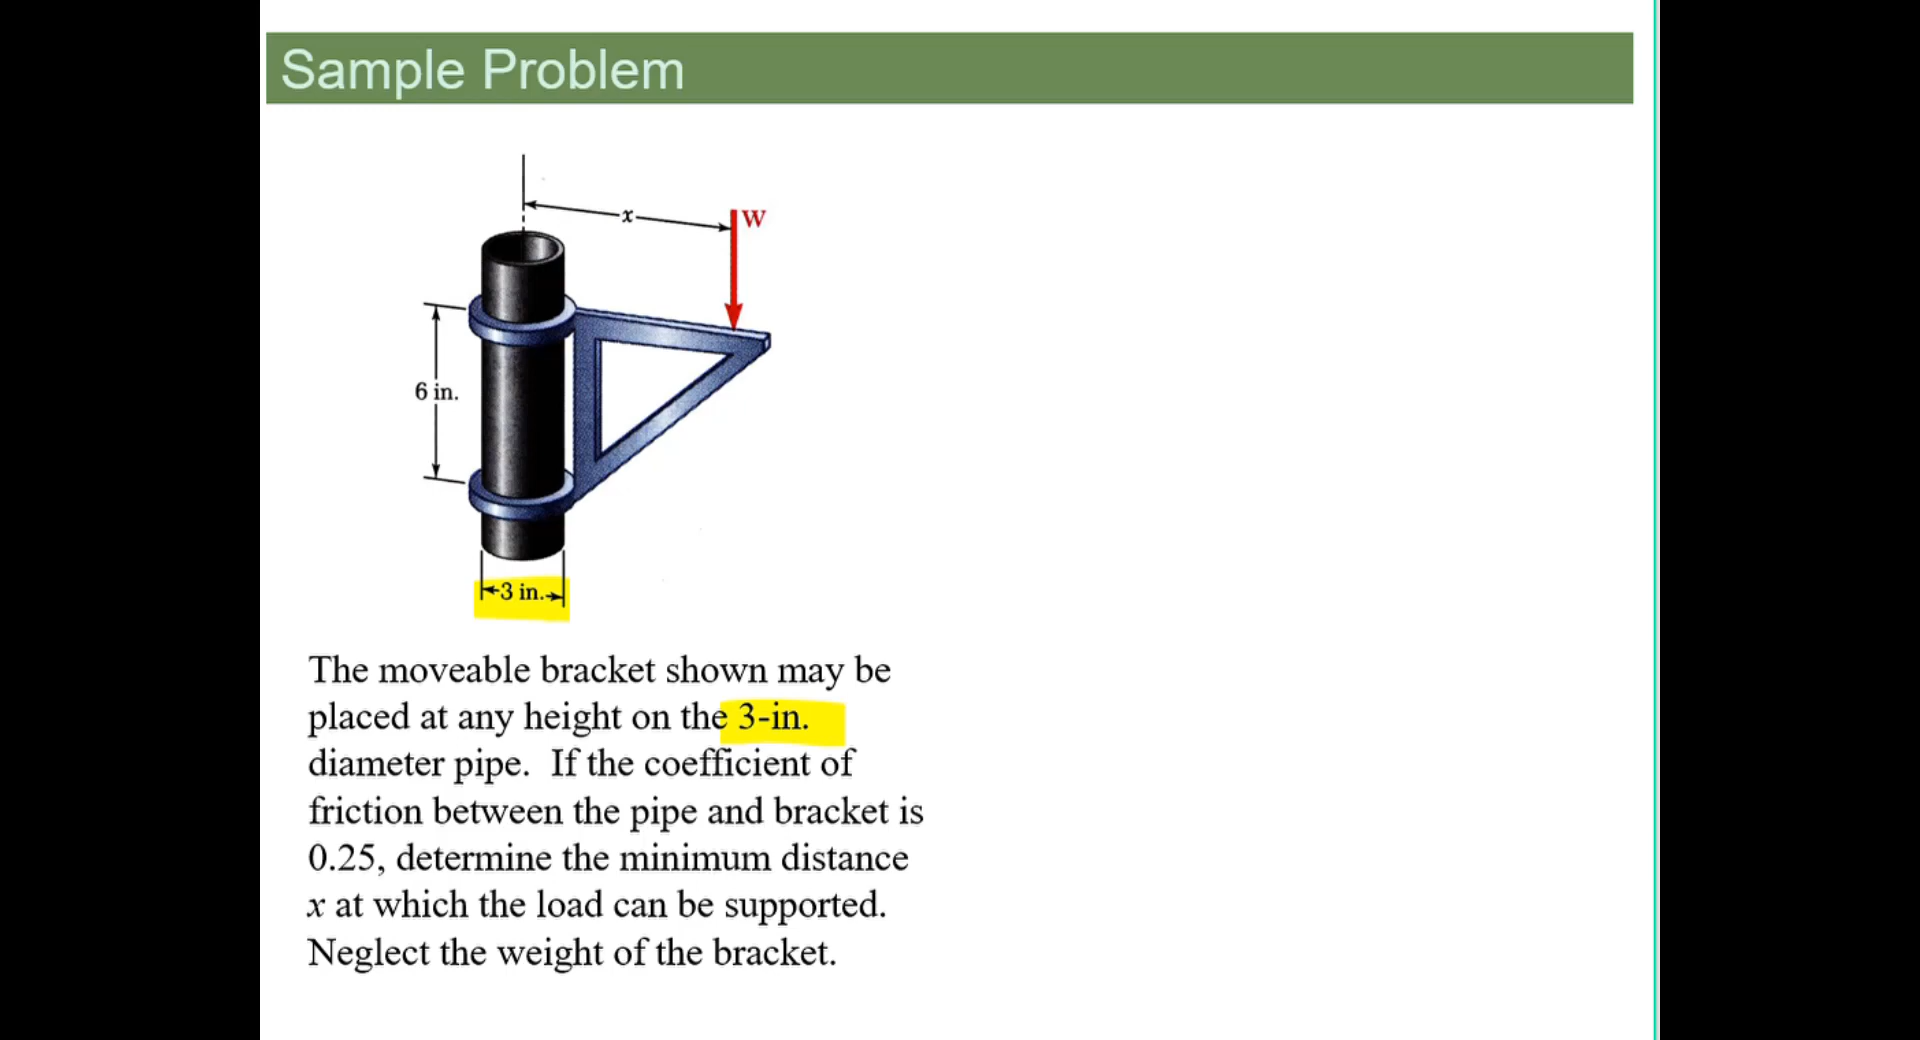 Sample Problem
x
W
6 in.
3 in.
The moveable bracket shown may be
placed at any height on the 3-in.
diameter pipe.  If the coefficient of
friction between the pipe and bracket is
0.25, determine the minimum distance
x at which the load can be supported.
Neglect the weight of the bracket.